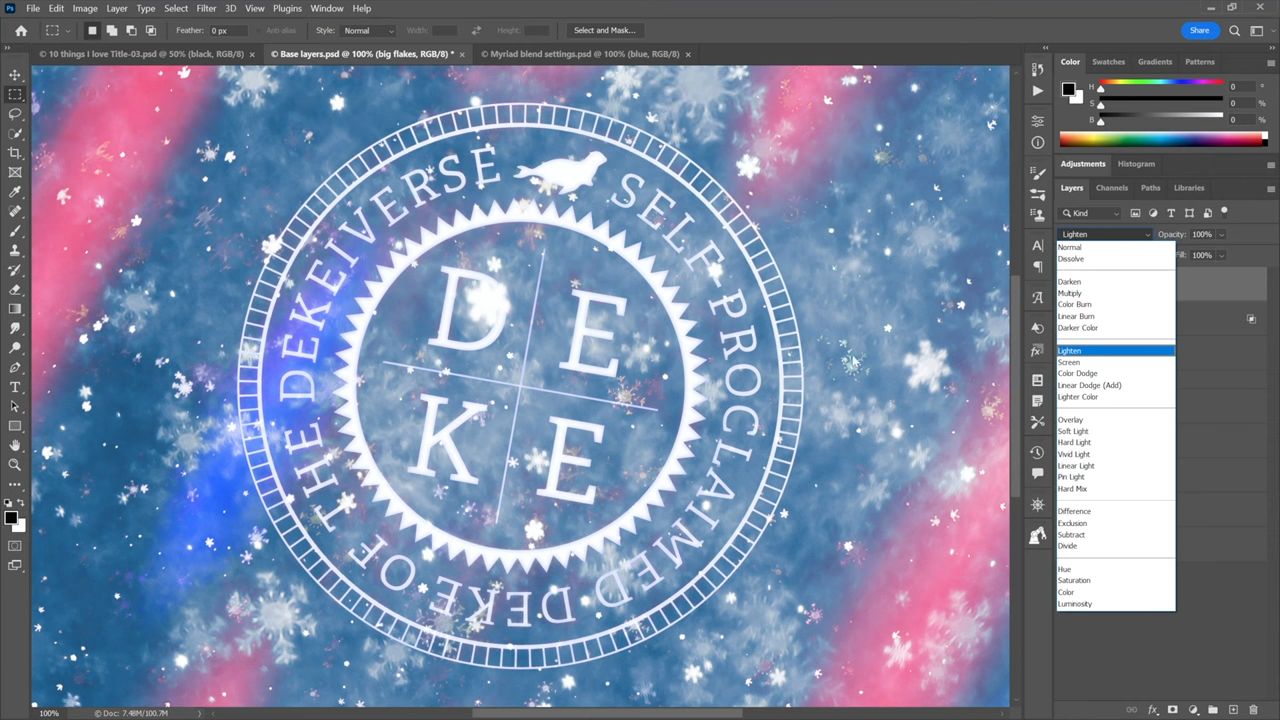 File Edit Image Layer Type Select Filter 3D View Plugins Window Help
Feather: 0 px Anti-alias Style: Normal Width: Height: Select and Mask... Share
© 10 things I love Title-03.psd @ 50% (black, RGB/8) × © Base layers.psd @ 100% (big flakes, RGB/8) * × © Myriad blend settings.psd @ 100% (blue, RGB/8) ×
Color Swatches Gradients Patterns
H 0 °
S 0 %
B 0 %
Adjustments Histogram
Layers Channels Paths Libraries
Kind
Lighten Opacity: 100%
Fill: 100%
Normal
Dissolve
Darken
Multiply
Color Burn
Linear Burn
Darker Color
Lighten
Screen
Color Dodge
Linear Dodge (Add)
Lighter Color
Overlay
Soft Light
Hard Light
Vivid Light
Linear Light
Pin Light
Hard Mix
Difference
Exclusion
Subtract
Divide
Hue
Saturation
Color
Luminosity
THE DEKEIVERSE SELF-PROCLAIMED DEKE O
D E
K E
100% © Doc: 7.48M/100.7M
Ps